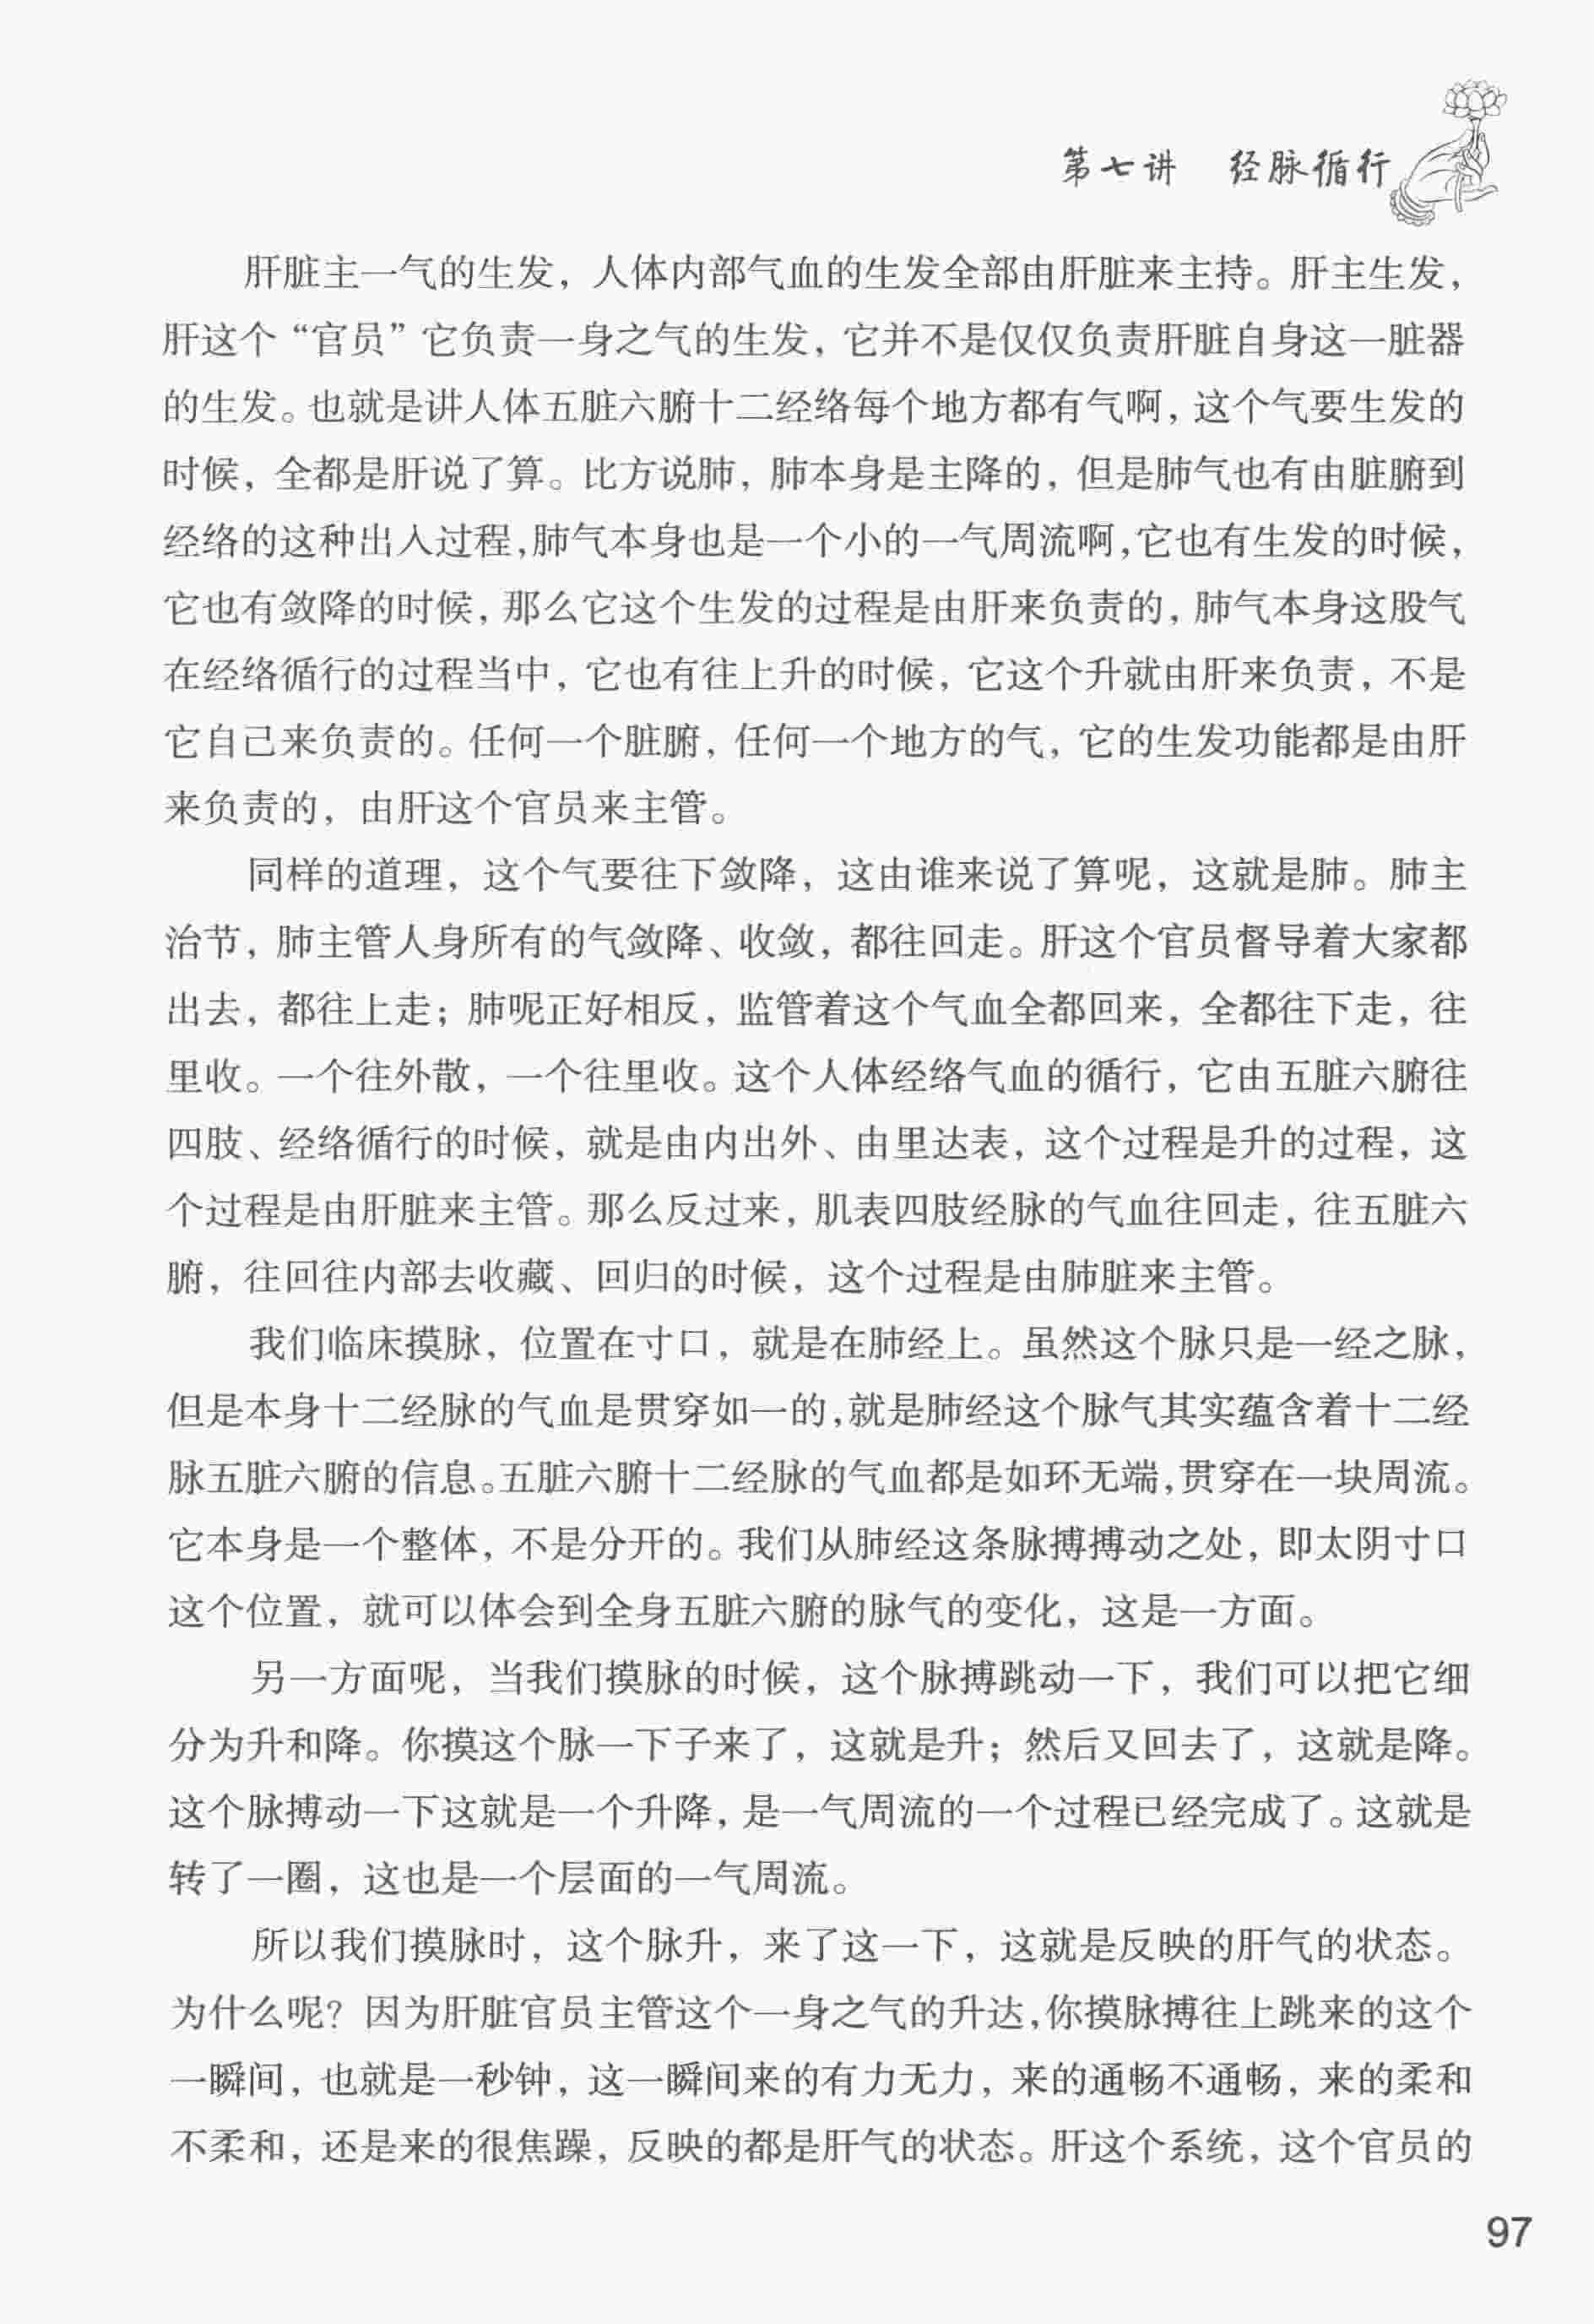 第七讲　经脉循行
肝脏主一气的生发，人体内部气血的生发全部由肝脏来主持。肝主生发，
肝这个“官员”它负责一身之气的生发，它并不是仅仅负责肝脏自身这一脏器
的生发。也就是讲人体五脏六腑十二经络每个地方都有气啊，这个气要生发的
时候，全都是肝说了算。比方说肺，肺本身是主降的，但是肺气也有由脏腑到
经络的这种出入过程，肺气本身也是一个小的一气周流啊，它也有生发的时候，
它也有敛降的时候，那么它这个生发的过程是由肝来负责的，肺气本身这股气
在经络循行的过程当中，它也有往上升的时候，它这个升就由肝来负责，不是
它自己来负责的。任何一个脏腑，任何一个地方的气，它的生发功能都是由肝
来负责的，由肝这个官员来主管。
同样的道理，这个气要往下敛降，这由谁来说了算呢，这就是肺。肺主
治节，肺主管人身所有的气敛降、收敛，都往回走。肝这个官员督导着大家都
出去，都往上走；肺呢正好相反，监管着这个气血全都回来，全都往下走，往
里收。一个往外散，一个往里收。这个人体经络气血的循行，它由五脏六腑往
四肢、经络循行的时候，就是由内出外、由里达表，这个过程是升的过程，这
个过程是由肝脏来主管。那么反过来，肌表四肢经脉的气血往回走，往五脏六
腑，往回往内部去收藏、回归的时候，这个过程是由肺脏来主管。
我们临床摸脉，位置在寸口，就是在肺经上。虽然这个脉只是一经之脉，
但是本身十二经脉的气血是贯穿如一的，就是肺经这个脉气其实蕴含着十二经
脉五脏六腑的信息。五脏六腑十二经脉的气血都是如环无端，贯穿在一块周流。
它本身是一个整体，不是分开的。我们从肺经这条脉搏搏动之处，即太阴寸口
这个位置，就可以体会到全身五脏六腑的脉气的变化，这是一方面。
另一方面呢，当我们摸脉的时候，这个脉搏跳动一下，我们可以把它细
分为升和降。你摸这个脉一下子来了，这就是升；然后又回去了，这就是降。
这个脉搏动一下这就是一个升降，是一气周流的一个过程已经完成了。这就是
转了一圈，这也是一个层面的一气周流。
所以我们摸脉时，这个脉升，来了这一下，这就是反映的肝气的状态。
为什么呢？因为肝脏官员主管这个一身之气的升达，你摸脉搏往上跳来的这个
一瞬间，也就是一秒钟，这一瞬间来的有力无力，来的通畅不通畅，来的柔和
不柔和，还是来的很焦躁，反映的都是肝气的状态。肝这个系统，这个官员的
97